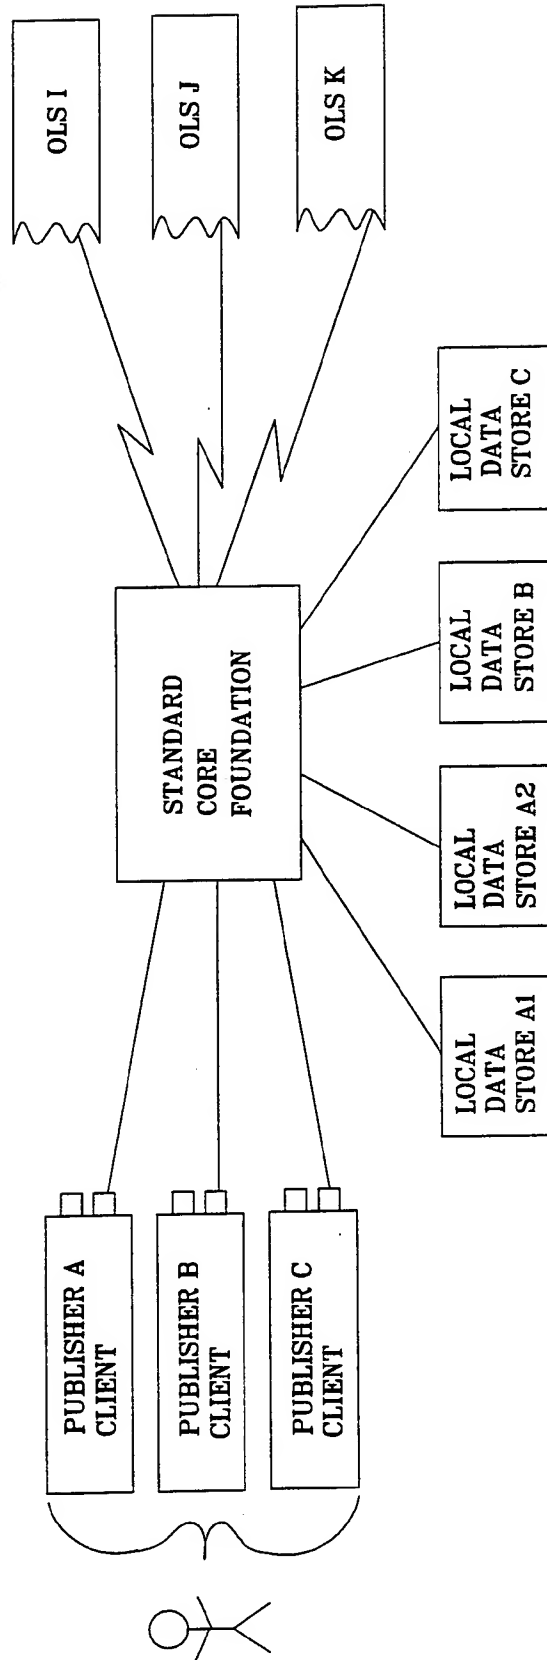 PUBLISHER A
CLIENT
PUBLISHER B
CLIENT
PUBLISHER C
CLIENT
STANDARD
CORE
FOUNDATION
OLS I
OLS J
OLS K
LOCAL
DATA
STORE A1
LOCAL
DATA
STORE A2
LOCAL
DATA
STORE B
LOCAL
DATA
STORE C